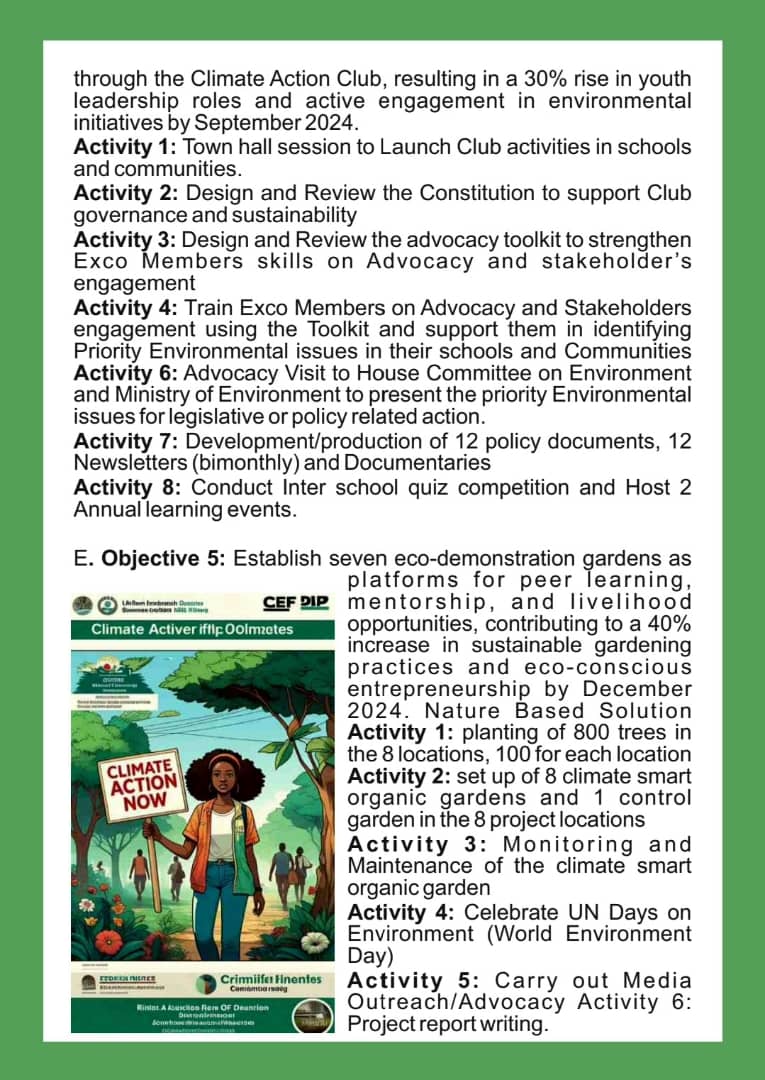 through the Climate Action Club, resulting in a 30% rise in youth
leadership roles and active engagement in environmental
initiatives by September 2024.
Activity 1: Town hall session to Launch Club activities in schools
and communities.
Activity 2: Design and Review the Constitution to support Club
governance and sustainability
Activity 3: Design and Review the advocacy toolkit to strengthen
Exco Members skills on Advocacy and stakeholder's
engagement
Activity 4: Train Exco Members on Advocacy and Stakeholders
engagement using the Toolkit and support them in identifying
Priority Environmental issues in their schools and Communities
Activity 6: Advocacy Visit to House Committee on Environment
and Ministry of Environment to present the priority Environmental
issues for legislative or policy related action.
Activity 7: Development/production of 12 policy documents, 12
Newsletters (bimonthly) and Documentaries
Activity 8: Conduct Inter school quiz competition and Host 2
Annual learning events.
E. Objective 5: Establish seven eco-demonstration gardens as
platforms for peer learning,
mentorship, and livelihood
opportunities, contributing to a 40%
increase in sustainable gardening
practices and eco-conscious
entrepreneurship by December
2024. Nature Based Solution
Activity 1: planting of 800 trees in
the 8 locations, 100 for each location
Activity 2: set up of 8 climate smart
organic gardens and 1 control
garden in the 8 project locations
Activity 3: Monitoring and
Maintenance of the climate smart
organic garden
Activity 4: Celebrate UN Days on
Environment (World Environment
Day)
Activity 5: Carry out Media
Outreach/Advocacy Activity 6:
Project report writing.
CEF DIP
Climate Activer
CLIMATE
ACTION
NOW